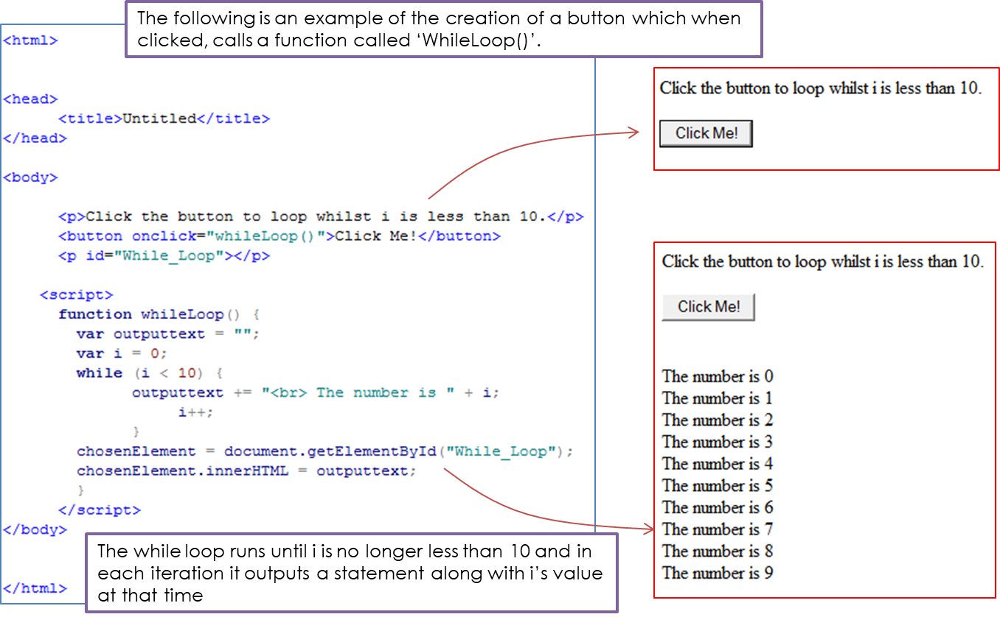 The following is an example of the creation of a button which when
clicked, calls a function called ‘WhileLoop()’.
<html>
<head>
<title>Untitled</title>
</head>
<body>
<p>Click the button to loop whilst i is less than 10.</p>
<button onclick="whileLoop()">Click Me!</button>
<p id="While_Loop"></p>
<script>
function whileLoop() {
var outputtext = "";
var i = 0;
while (i < 10) {
outputtext += "<br> The number is " + i;
i++;
}
chosenElement = document.getElementById("While_Loop");
chosenElement.innerHTML = outputtext;
}
</script>
</body>
</html>
The while loop runs until i is no longer less than 10 and in
each iteration it outputs a statement along with i’s value
at that time
Click the button to loop whilst i is less than 10.
Click Me!
Click the button to loop whilst i is less than 10.
Click Me!
The number is 0
The number is 1
The number is 2
The number is 3
The number is 4
The number is 5
The number is 6
The number is 7
The number is 8
The number is 9